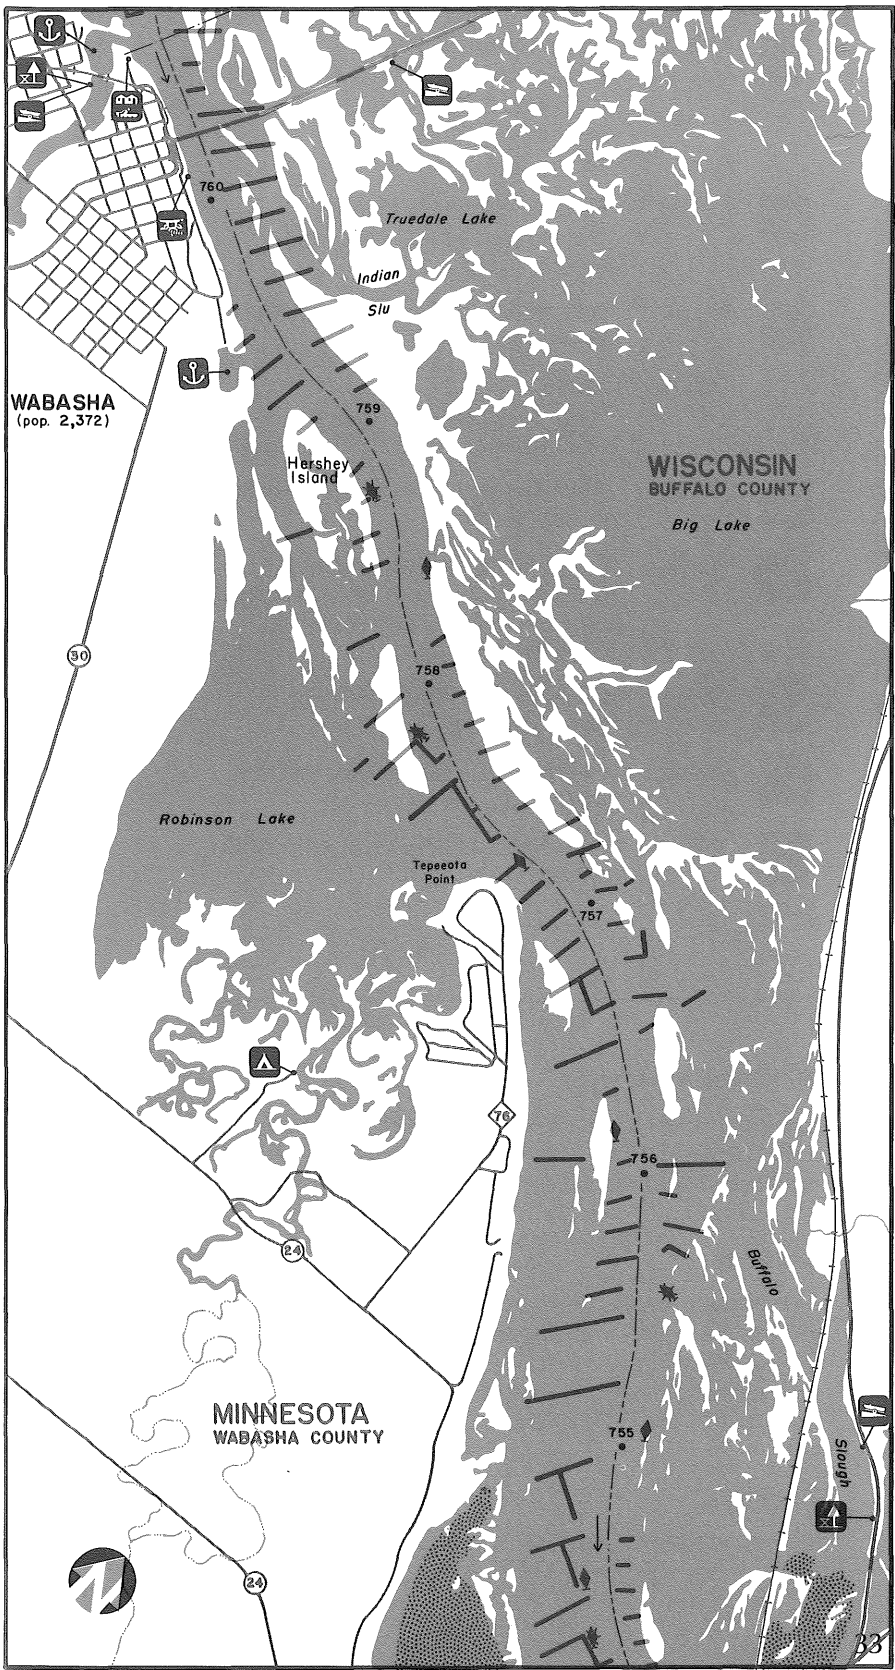 760
Truedale Lake
Indian
Slu
WABASHA
(pop. 2,372)
759
Hershey
Island
WISCONSIN
BUFFALO COUNTY
Big Lake
30
758
Robinson Lake
Tepeeota
Point
757
76
756
24
Buffalo
MINNESOTA
WABASHA COUNTY
755
Slough
24
33